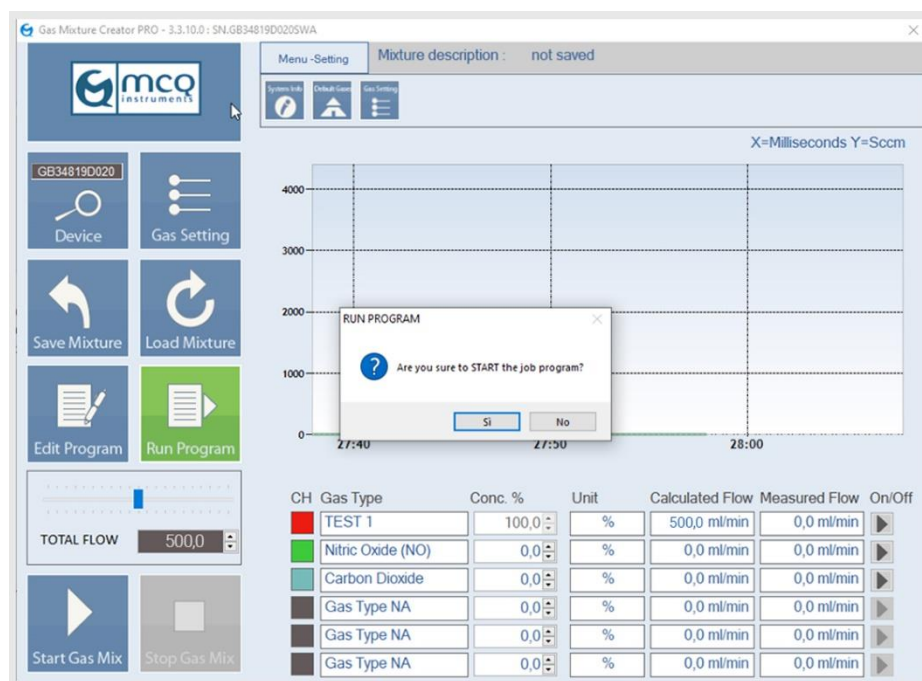 Gas Mixture Creator PRO - 3.3.10.0 : SN.GB34819D020SWA
mcQ
instruments
Menu -Setting
Mixture description : not saved
System Info
Default Gases
Gas Setting
X=Milliseconds Y=Sccm
GB34819D020
Device
Gas Setting
Save Mixture
Load Mixture
Edit Program
Run Program
TOTAL FLOW 500,0
Start Gas Mix
Stop Gas Mix
4000
3000
2000
1000
0
27:40 27:50 28:00
RUN PROGRAM
Are you sure to START the job program?
Sì No
CH Gas Type Conc. % Unit Calculated Flow Measured Flow On/Off
TEST 1 100,0 % 500,0 ml/min 0,0 ml/min
Nitric Oxide (NO) 0,0 % 0,0 ml/min 0,0 ml/min
Carbon Dioxide 0,0 % 0,0 ml/min 0,0 ml/min
Gas Type NA 0,0 % 0,0 ml/min 0,0 ml/min
Gas Type NA 0,0 % 0,0 ml/min 0,0 ml/min
Gas Type NA 0,0 % 0,0 ml/min 0,0 ml/min